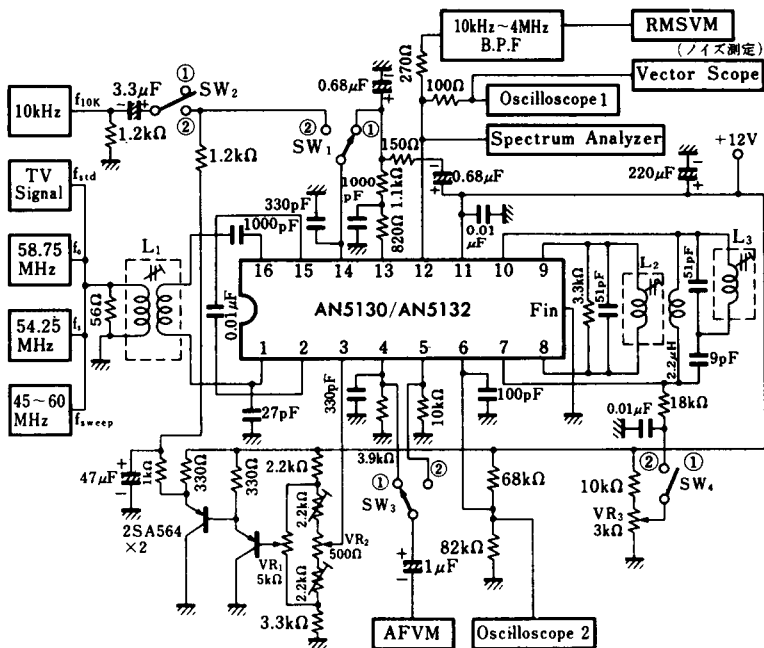 10kHz～4MHz
B.P.F
RMSVM
(ノイズ測定)
270Ω
Vector Scope
100Ω
Oscilloscope 1
Spectrum Analyzer
+12V
10kHz
f10K
3.3μF
−
+
①
SW2
②
1.2kΩ
1.2kΩ
0.68μF
+
②
①
SW1
150Ω
0.68μF
−
+
220μF
−
+
TV
Signal
fstd
330pF
1000
pF
1.1kΩ
820Ω
0.01
μF
58.75
MHz
fo
L1
1000pF
0.01μF
56Ω
54.25
MHz
fs
45～60
MHz
fsweep
16
15
14
13
12
11
10
9
AN5130/AN5132
Fin
1
2
3
4
5
6
7
8
3.3kΩ
51pF
L2
2.2μH
51pF
L3
9pF
27pF
330pF
3.9kΩ
10kΩ
100pF
0.01μF
18kΩ
47μF
+
−
1kΩ
330Ω
330Ω
2.2kΩ
2.2kΩ
VR2
500Ω
VR1
5kΩ
2.2kΩ
3.3kΩ
2SA564
×2
①
②
SW3
+
−
1μF
68kΩ
82kΩ
②
①
SW4
10kΩ
VR3
3kΩ
AFVM
Oscilloscope 2